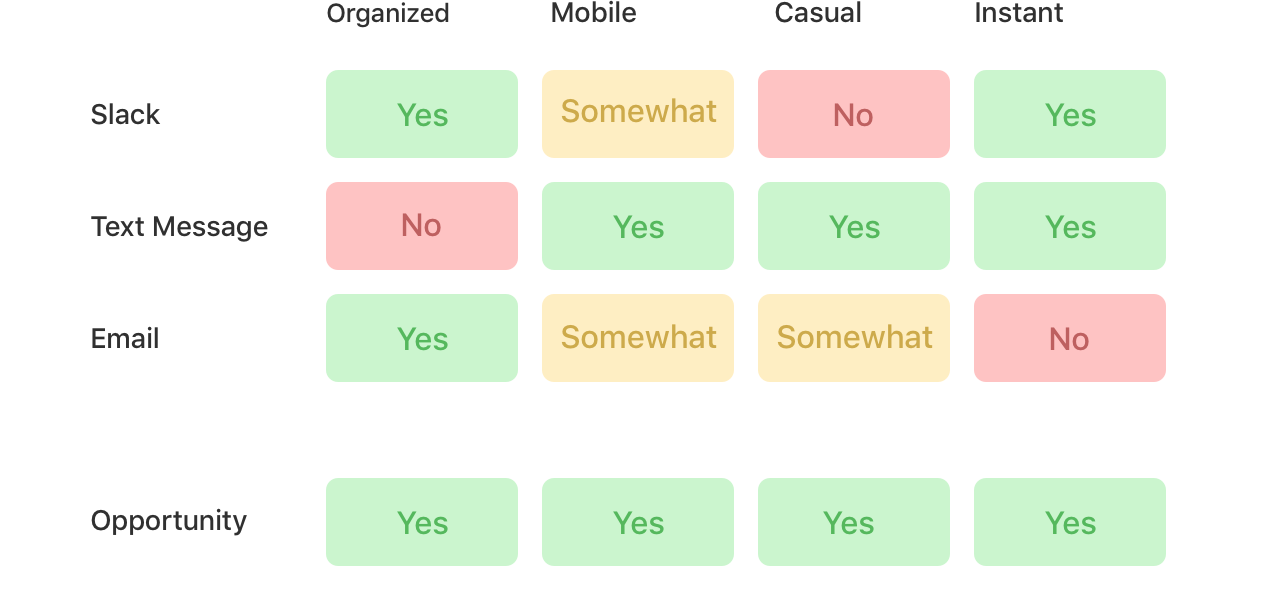 Organized Mobile Casual Instant
Slack Yes Somewhat No Yes
Text Message No Yes Yes Yes
Email Yes Somewhat Somewhat No
Opportunity Yes Yes Yes Yes